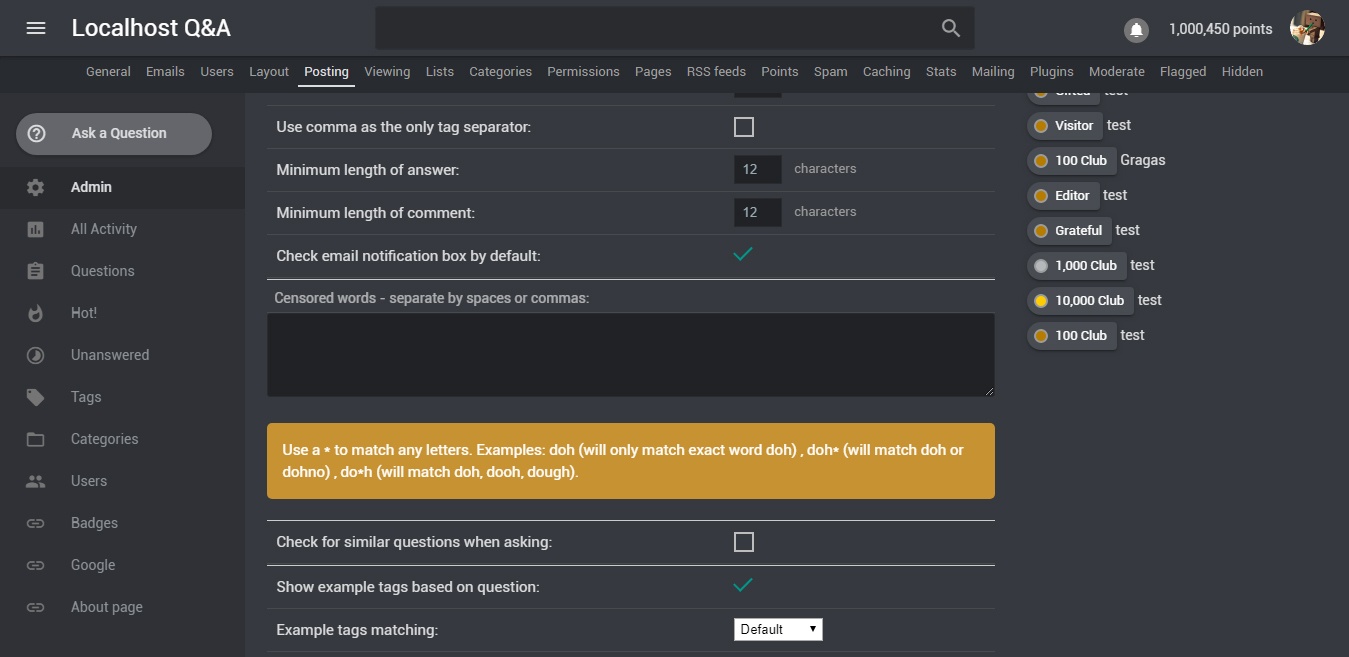 Localhost Q&A
1,000,450 points
General Emails Users Layout Posting Viewing Lists Categories Permissions Pages RSS feeds Points Spam Caching Stats Mailing Plugins Moderate Flagged Hidden
Ask a Question
Admin
All Activity
Questions
Hot!
Unanswered
Tags
Categories
Users
Badges
Google
About page
Use comma as the only tag separator:
Minimum length of answer: 12 characters
Minimum length of comment: 12 characters
Check email notification box by default:
Censored words - separate by spaces or commas:
Use a * to match any letters. Examples: doh (will only match exact word doh) , doh* (will match doh or
dohno) , do*h (will match doh, dooh, dough).
Check for similar questions when asking:
Show example tags based on question:
Example tags matching: Default
test
Visitor test
100 Club Gragas
Editor test
Grateful test
1,000 Club test
10,000 Club test
100 Club test